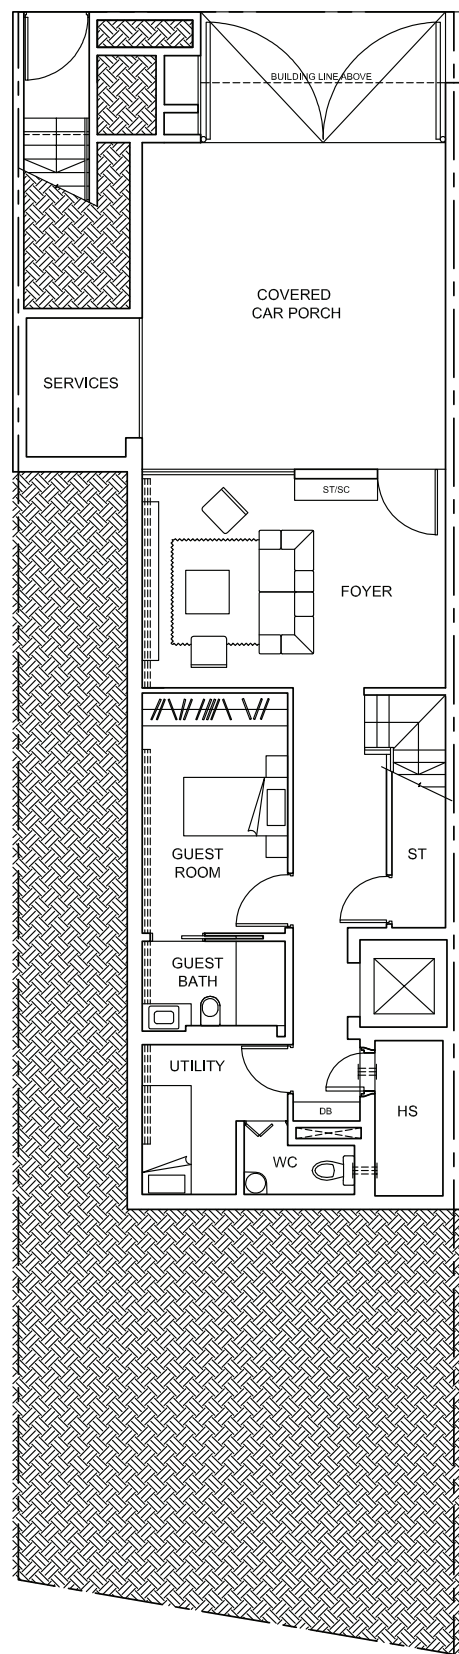 BUILDING LINE ABOVE
COVERED
CAR PORCH
SERVICES
ST/SC
FOYER
GUEST
ROOM
ST
GUEST
BATH
UTILITY
DB
HS
WC